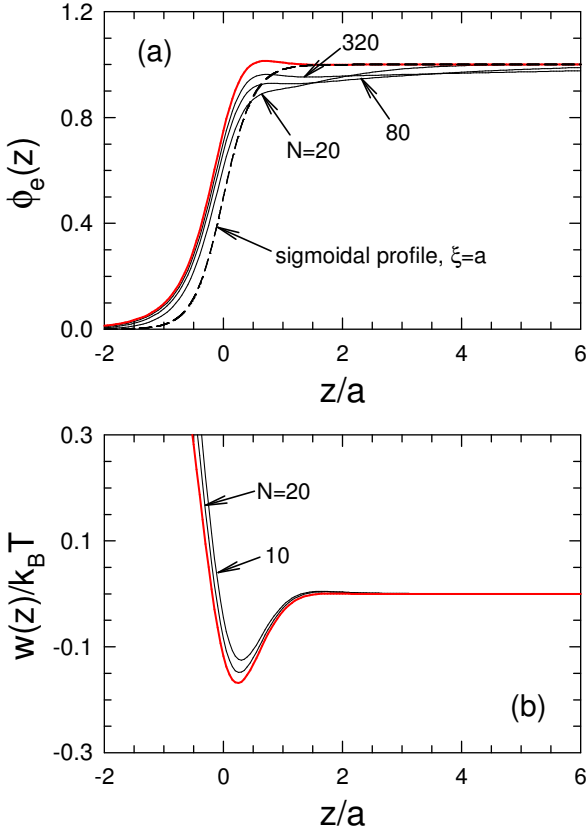 (a)
320
1.2
0.8
0.4
0.0
ϕe(z)
N=20
80
sigmoidal profile, ξ=a
-2 0 2 4 6
z/a
0.3
0.1
-0.1
-0.3
w(z)/kBT
N=20
10
(b)
-2 0 2 4 6
z/a